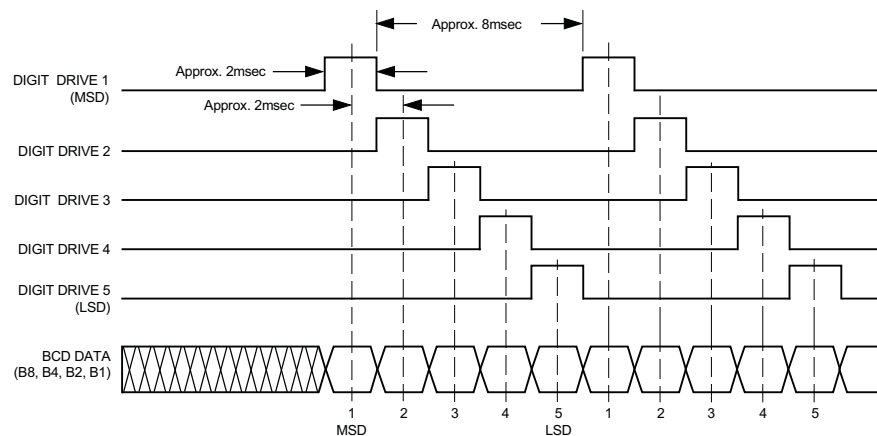 Approx. 8msec
Approx. 2msec
DIGIT DRIVE 1
(MSD)
Approx. 2msec
DIGIT DRIVE 2
DIGIT DRIVE 3
DIGIT DRIVE 4
DIGIT DRIVE 5
(LSD)
BCD DATA
(B8, B4, B2, B1)
1 2 3 4 5 1 2 3 4 5
MSD LSD